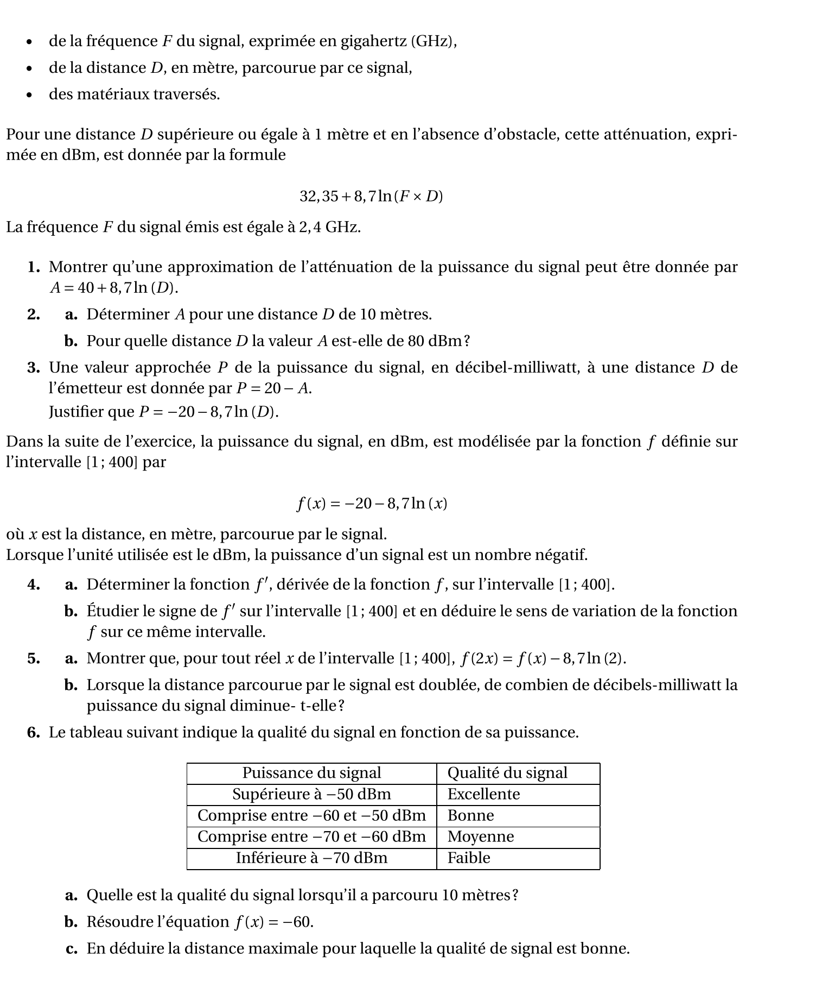 • de la fréquence F du signal, exprimée en gigahertz (GHz),
• de la distance D, en mètre, parcourue par ce signal,
• des matériaux traversés.
Pour une distance D supérieure ou égale à 1 mètre et en l'absence d'obstacle, cette atténuation, expri-
mée en dBm, est donnée par la formule
32,35 + 8,7 ln (F × D)
La fréquence F du signal émis est égale à 2,4 GHz.
1. Montrer qu'une approximation de l'atténuation de la puissance du signal peut être donnée par
A = 40 + 8,7 ln (D).
2. a. Déterminer A pour une distance D de 10 mètres.
b. Pour quelle distance D la valeur A est-elle de 80 dBm ?
3. Une valeur approchée P de la puissance du signal, en décibel-milliwatt, à une distance D de
l'émetteur est donnée par P = 20 − A.
Justifier que P = −20 − 8,7 ln (D).
Dans la suite de l'exercice, la puissance du signal, en dBm, est modélisée par la fonction f définie sur
l'intervalle [1 ; 400] par
f(x) = −20 − 8,7 ln (x)
où x est la distance, en mètre, parcourue par le signal.
Lorsque l'unité utilisée est le dBm, la puissance d'un signal est un nombre négatif.
4. a. Déterminer la fonction f′, dérivée de la fonction f, sur l'intervalle [1 ; 400].
b. Étudier le signe de f′ sur l'intervalle [1 ; 400] et en déduire le sens de variation de la fonction
f sur ce même intervalle.
5. a. Montrer que, pour tout réel x de l'intervalle [1 ; 400], f(2x) = f(x) − 8,7 ln (2).
b. Lorsque la distance parcourue par le signal est doublée, de combien de décibels-milliwatt la
puissance du signal diminue- t-elle ?
6. Le tableau suivant indique la qualité du signal en fonction de sa puissance.
Puissance du signal Qualité du signal
Supérieure à −50 dBm Excellente
Comprise entre −60 et −50 dBm Bonne
Comprise entre −70 et −60 dBm Moyenne
Inférieure à −70 dBm Faible
a. Quelle est la qualité du signal lorsqu'il a parcouru 10 mètres ?
b. Résoudre l'équation f(x) = −60.
c. En déduire la distance maximale pour laquelle la qualité de signal est bonne.